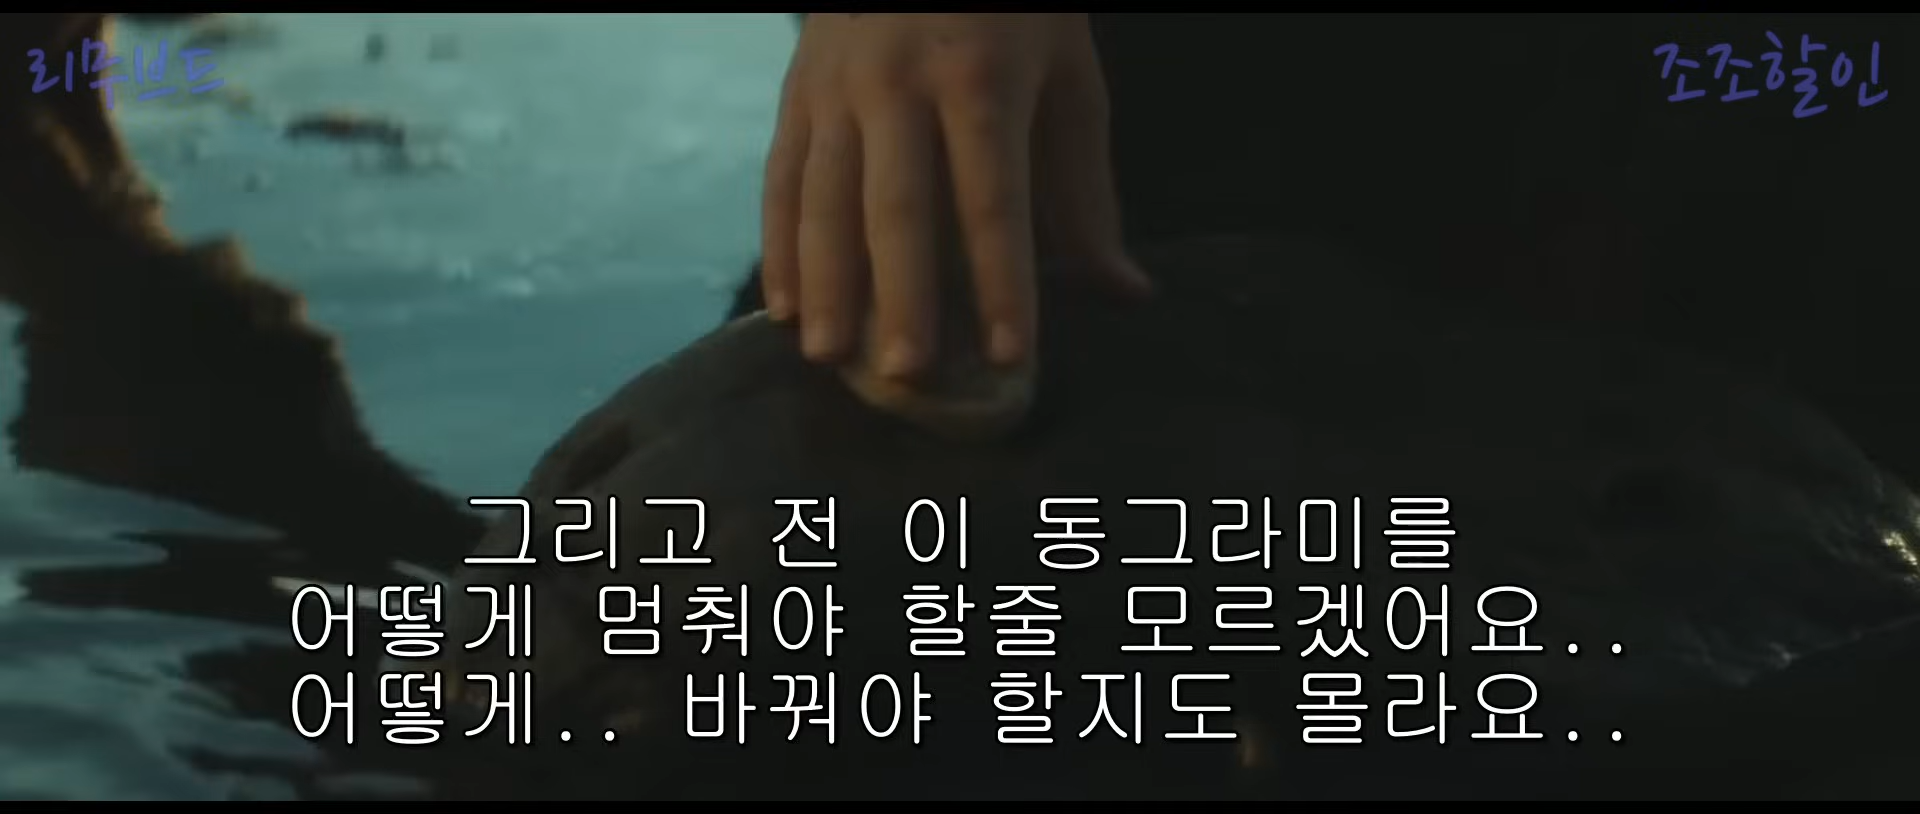 리무브드
조조할인
그리고 전 이 동그라미를
어떻게 멈춰야 할줄 모르겠어요..
어떻게.. 바꿔야 할지도 몰라요..